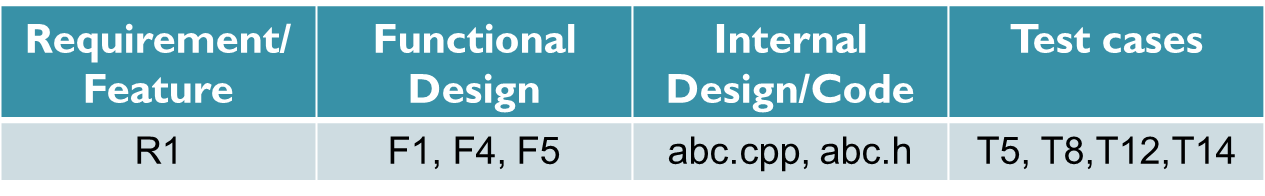 Requirement/
Feature
Functional
Design
Internal
Design/Code
Test cases
R1
F1, F4, F5
abc.cpp, abc.h
T5, T8,T12,T14